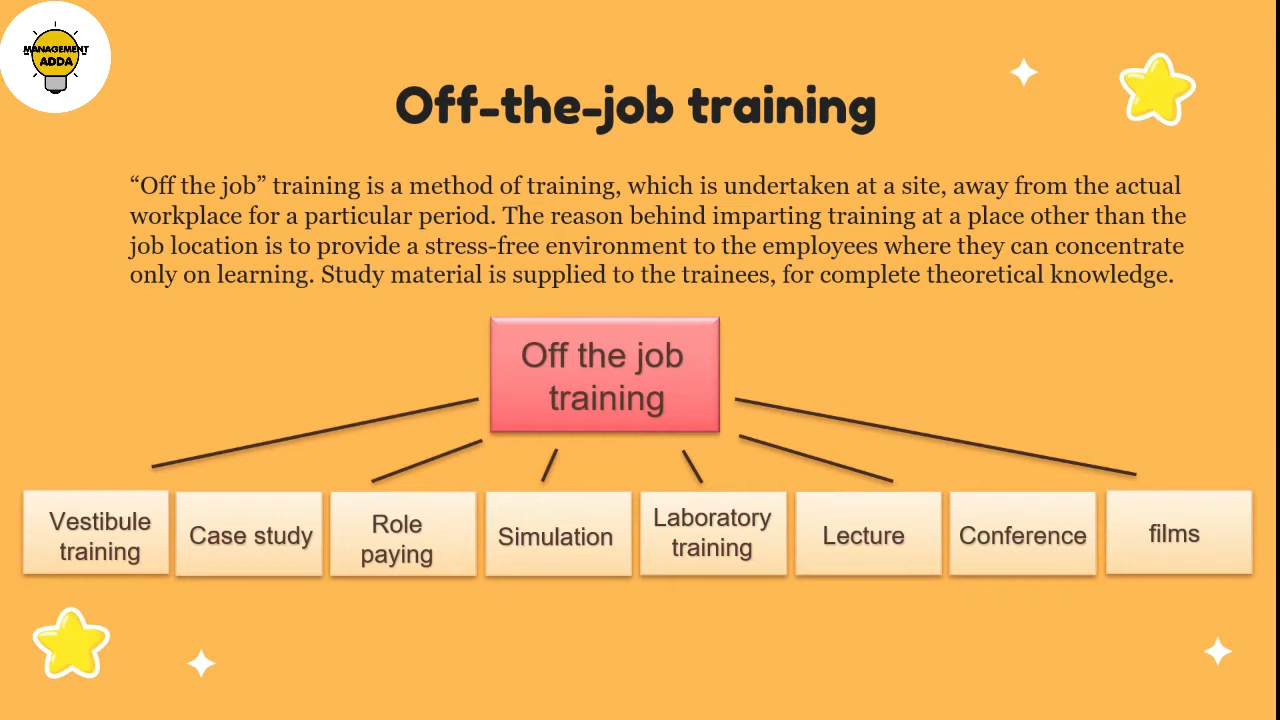 MANAGEMENT
ADDA
Off-the-job training
“Off the job” training is a method of training, which is undertaken at a site, away from the actual
workplace for a particular period. The reason behind imparting training at a place other than the
job location is to provide a stress-free environment to the employees where they can concentrate
only on learning. Study material is supplied to the trainees, for complete theoretical knowledge.
Off the job
training
Vestibule
training
Case study
Role
paying
Simulation
Laboratory
training
Lecture
Conference
films